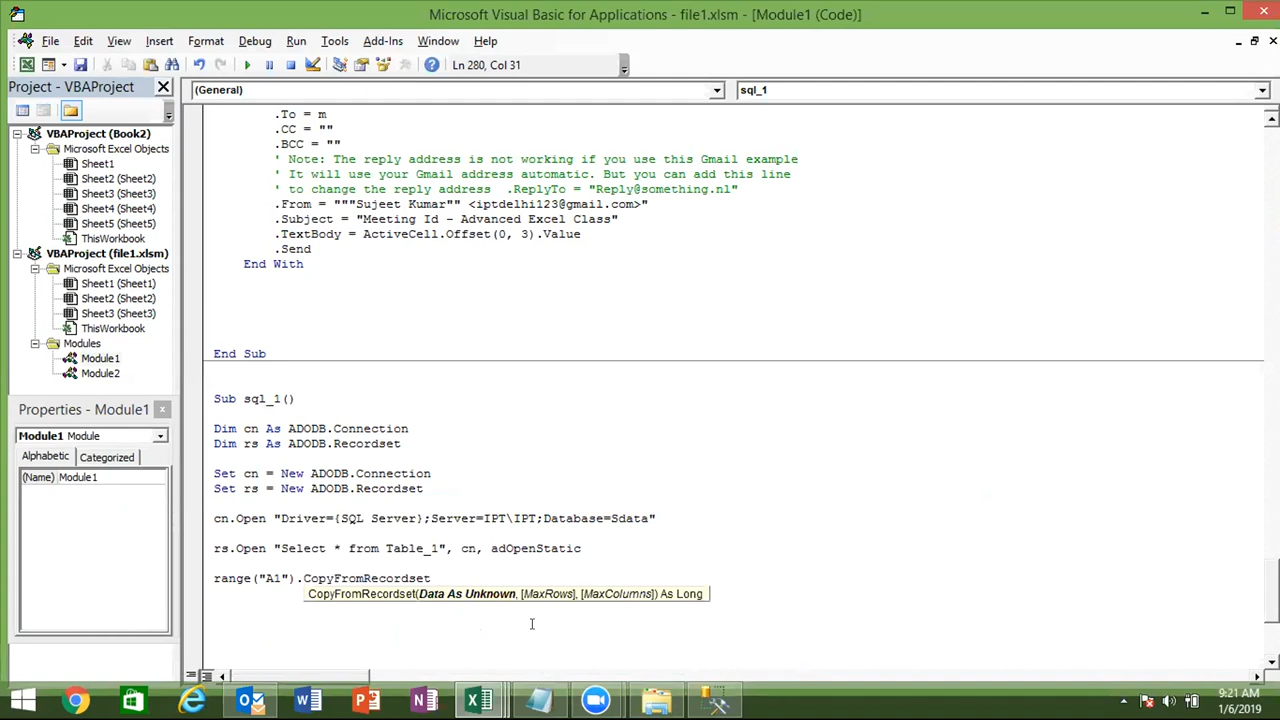 Microsoft Visual Basic for Applications - file1.xlsm - [Module1 (Code)]
File Edit View Insert Format Debug Run Tools Add-Ins Window Help
Ln 280, Col 31
Project - VBAProject
(General)
sql_1
VBAProject (Book2)
Microsoft Excel Objects
Sheet1
Sheet2 (Sheet2)
Sheet3 (Sheet3)
Sheet4 (Sheet4)
Sheet5 (Sheet5)
ThisWorkbook
VBAProject (file1.xlsm)
Microsoft Excel Objects
Sheet1 (Sheet1)
Sheet2 (Sheet2)
Sheet3 (Sheet3)
ThisWorkbook
Modules
Module1
Module2
Properties - Module1
Module1 Module
Alphabetic Categorized
(Name) Module1
.To = m
.CC = ""
.BCC = ""
' Note: The reply address is not working if you use this Gmail example
' It will use your Gmail address automatic. But you can add this line
' to change the reply address  .ReplyTo = "Reply@something.nl"
.From = """Sujeet Kumar"" <iptdelhi123@gmail.com>"
.Subject = "Meeting Id - Advanced Excel Class"
.TextBody = ActiveCell.Offset(0, 3).Value
.Send
End With
End Sub
Sub sql_1()
Dim cn As ADODB.Connection
Dim rs As ADODB.Recordset
Set cn = New ADODB.Connection
Set rs = New ADODB.Recordset
cn.Open "Driver={SQL Server};Server=IPT\IPT;Database=Sdata"
rs.Open "Select * from Table_1", cn, adOpenStatic
range("A1").CopyFromRecordset
CopyFromRecordset(Data As Unknown, [MaxRows], [MaxColumns]) As Long
9:21 AM
1/6/2019